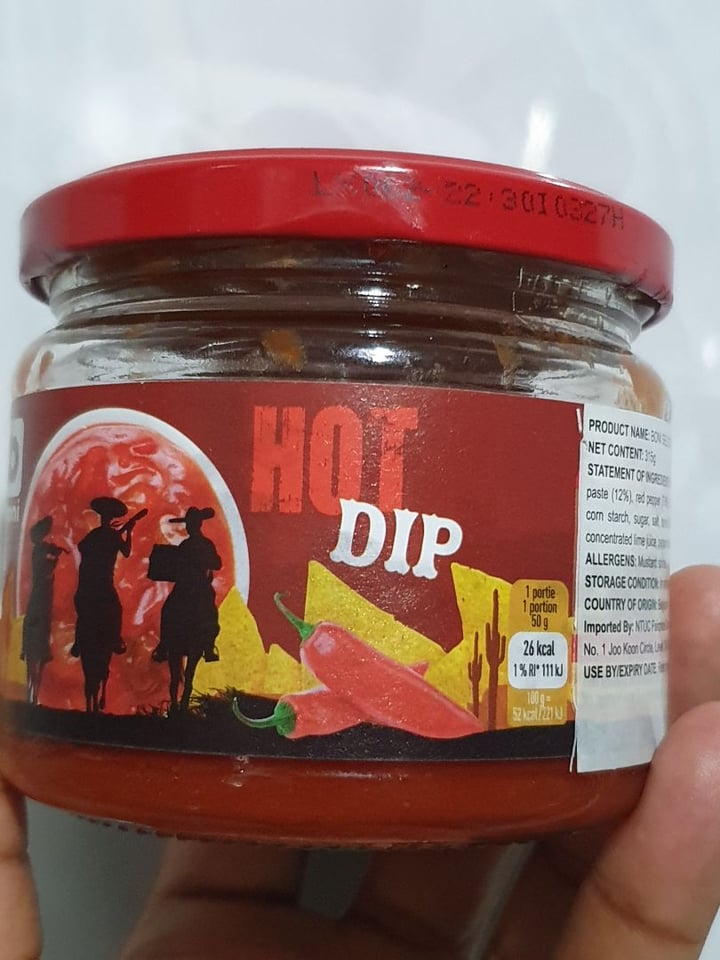 22:30I0327H
HOT
DIP
1 portie
1 portion
50 g
26 kcal
1% RI* 111 kJ
100 g =
52 kcal/221 kJ
PRODUCT NAME:
NET CONTENT: 315g
STATEMENT OF
paste (12%), red pepper
corn starch, sugar, salt,
concentrated lime juice,
ALLERGENS: Mustard
STORAGE CONDITION:
COUNTRY OF ORIGIN:
Imported By: NTUC
No. 1 Joo Koon Circle,
USE BY/EXPIRY DATE: